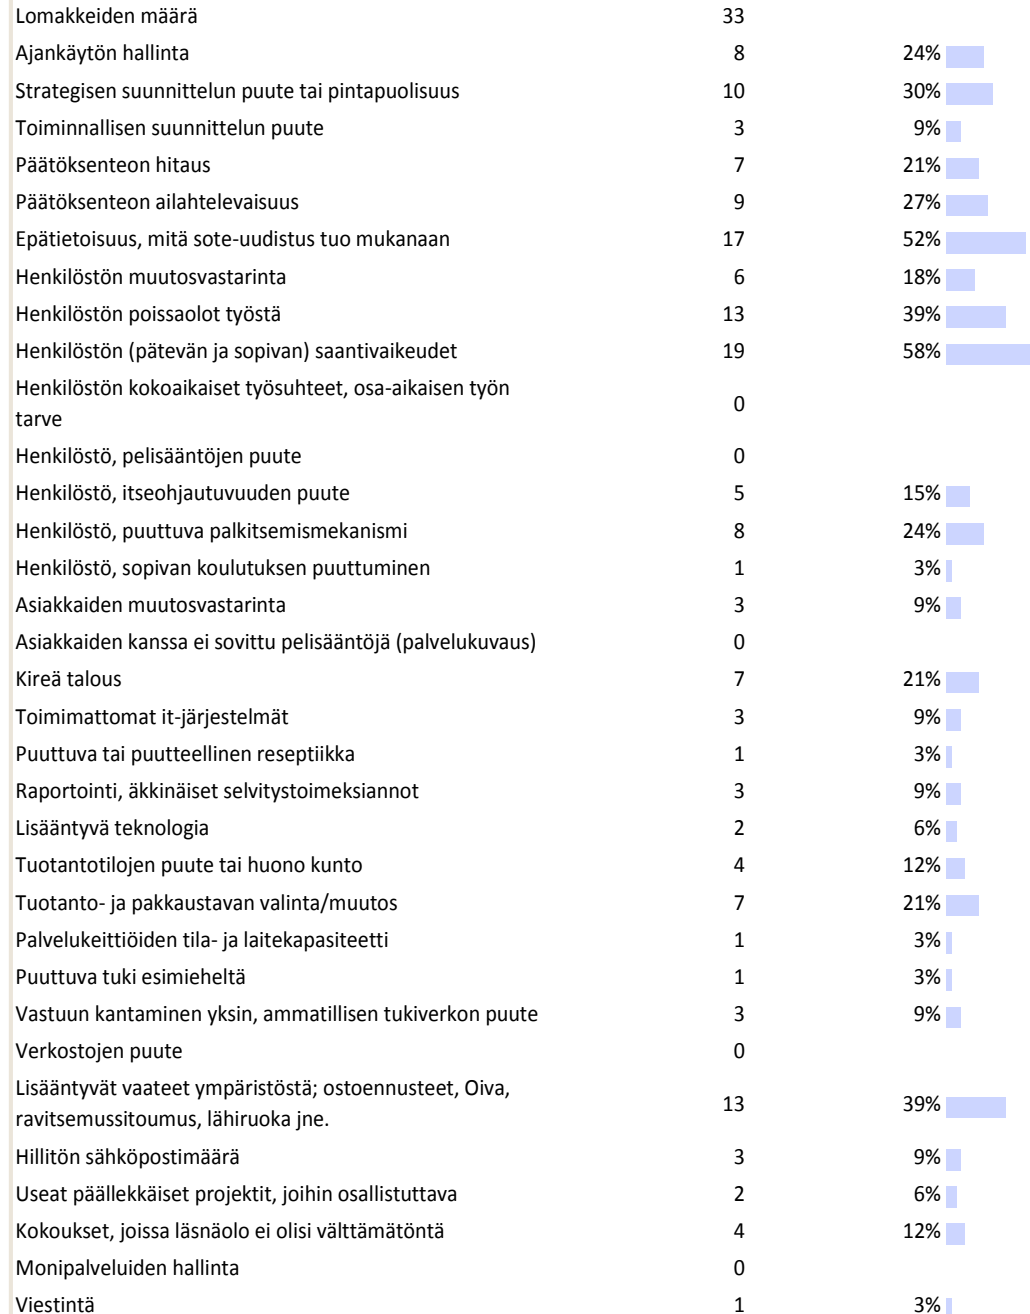 Lomakkeiden määrä 33
Ajankäytön hallinta 8 24%
Strategisen suunnittelun puute tai pintapuolisuus 10 30%
Toiminnallisen suunnittelun puute 3 9%
Päätöksenteon hitaus 7 21%
Päätöksenteon ailahtelevaisuus 9 27%
Epätietoisuus, mitä sote-uudistus tuo mukanaan 17 52%
Henkilöstön muutosvastarinta 6 18%
Henkilöstön poissaolot työstä 13 39%
Henkilöstön (pätevän ja sopivan) saantivaikeudet 19 58%
Henkilöstön kokoaikaiset työsuhteet, osa-aikaisen työn
tarve 0
Henkilöstö, pelisääntöjen puute 0
Henkilöstö, itseohjautuvuuden puute 5 15%
Henkilöstö, puuttuva palkitsemismekanismi 8 24%
Henkilöstö, sopivan koulutuksen puuttuminen 1 3%
Asiakkaiden muutosvastarinta 3 9%
Asiakkaiden kanssa ei sovittu pelisääntöjä (palvelukuvaus) 0
Kireä talous 7 21%
Toimimattomat it-järjestelmät 3 9%
Puuttuva tai puutteellinen reseptiikka 1 3%
Raportointi, äkkinäiset selvitystoimeksiannot 3 9%
Lisääntyvä teknologia 2 6%
Tuotantotilojen puute tai huono kunto 4 12%
Tuotanto- ja pakkaustavan valinta/muutos 7 21%
Palvelukeittiöiden tila- ja laitekapasiteetti 1 3%
Puuttuva tuki esimieheltä 1 3%
Vastuun kantaminen yksin, ammatillisen tukiverkon puute 3 9%
Verkostojen puute 0
Lisääntyvät vaateet ympäristöstä; ostoennusteet, Oiva,
ravitsemussitoumus, lähiruoka jne. 13 39%
Hillitön sähköpostimäärä 3 9%
Useat päällekkäiset projektit, joihin osallistuttava 2 6%
Kokoukset, joissa läsnäolo ei olisi välttämätöntä 4 12%
Monipalveluiden hallinta 0
Viestintä 1 3%